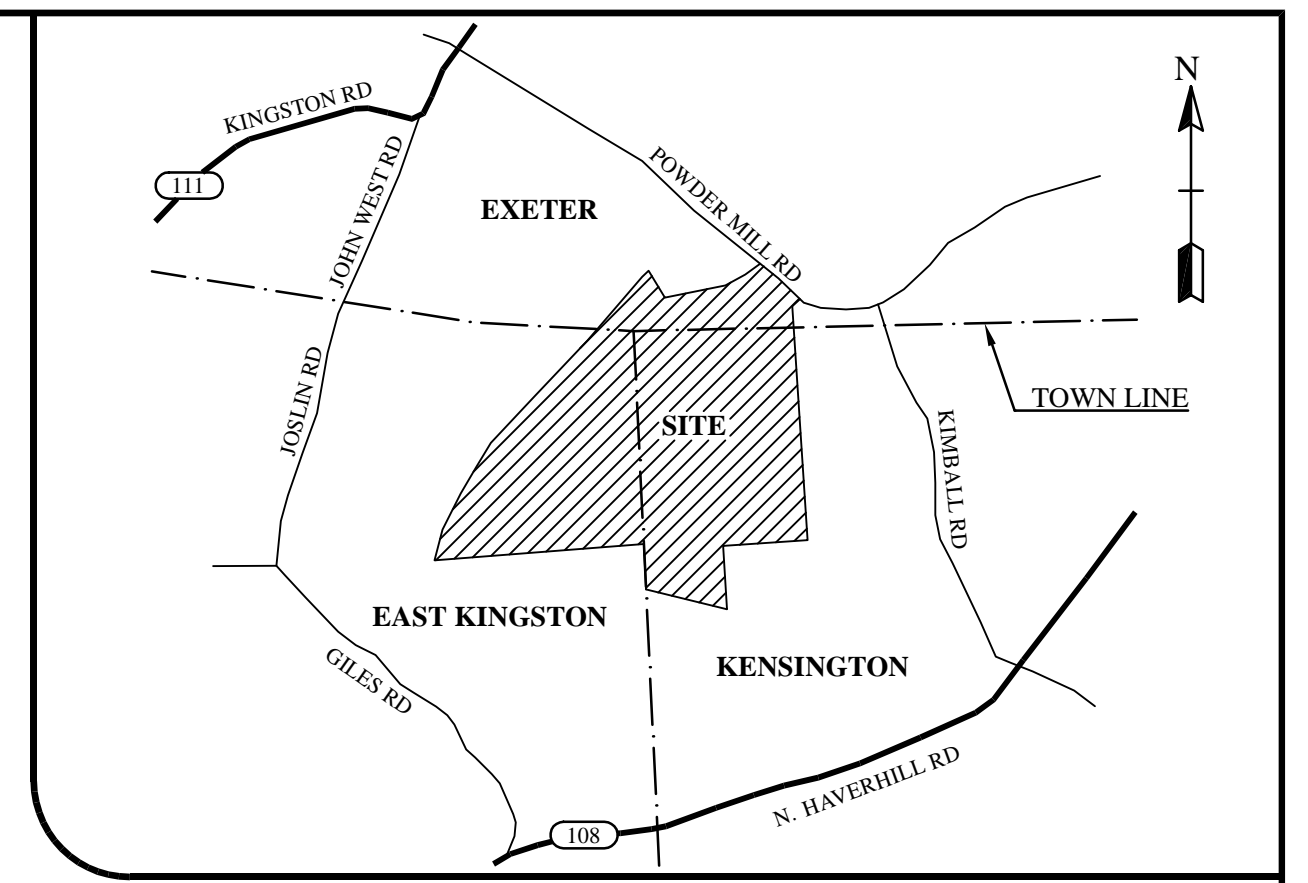 N
KINGSTON RD
111
JOHN WEST RD
POWDER MILL RD
EXETER
JOSLIN RD
TOWN LINE
SITE
KIMBALL RD
EAST KINGSTON
KENSINGTON
GILES RD
N. HAVERHILL RD
108